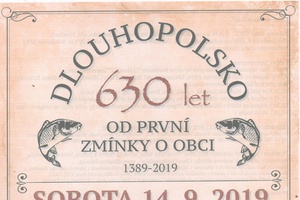 DLOUHOPOLSKO
630 let
OD PRVNÍ
ZMÍNKY O OBCI
1389-2019
SOBOTA 14. 9. 2019